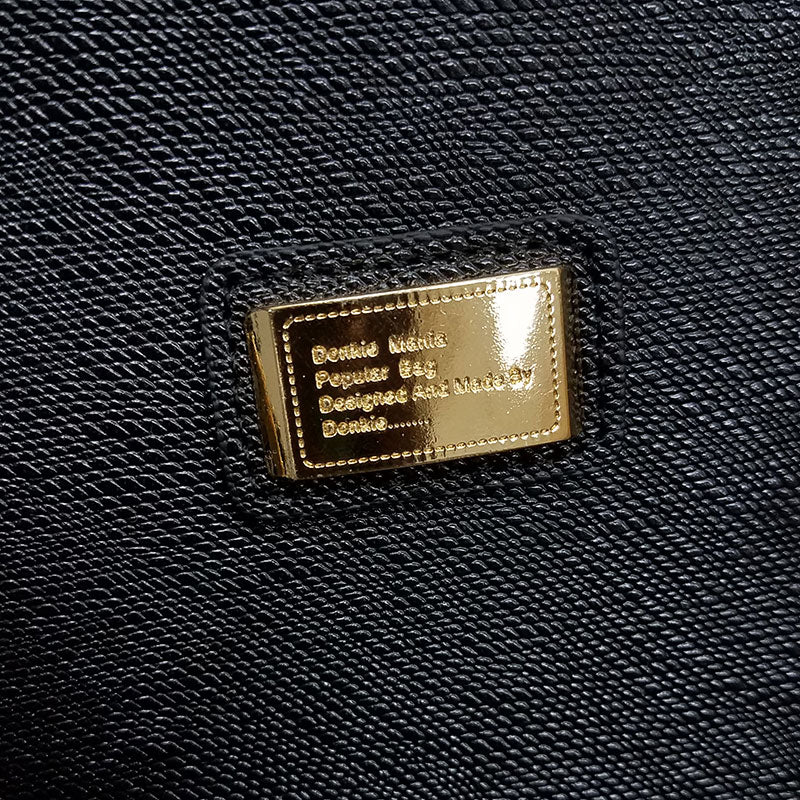 Denkie Mania
Popular Bag
Designed And Made By
Denkie........